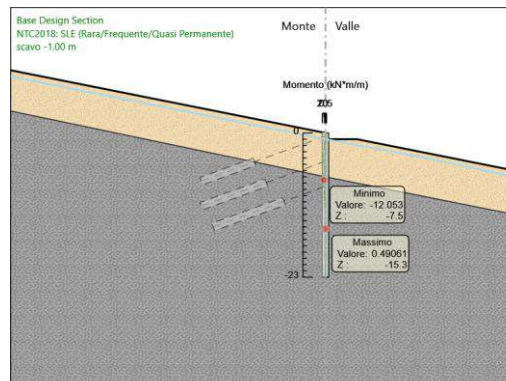 Base Design Section
NTC2018: SLE (Rara/Frequente/Quasi Permanente)
scavo -1.00 m
Monte
Valle
Momento (kN*m/m)
0
Minimo
Valore: -12.053
Z : -7.5
Massimo
Valore: 0.49061
Z : -15.3
-23